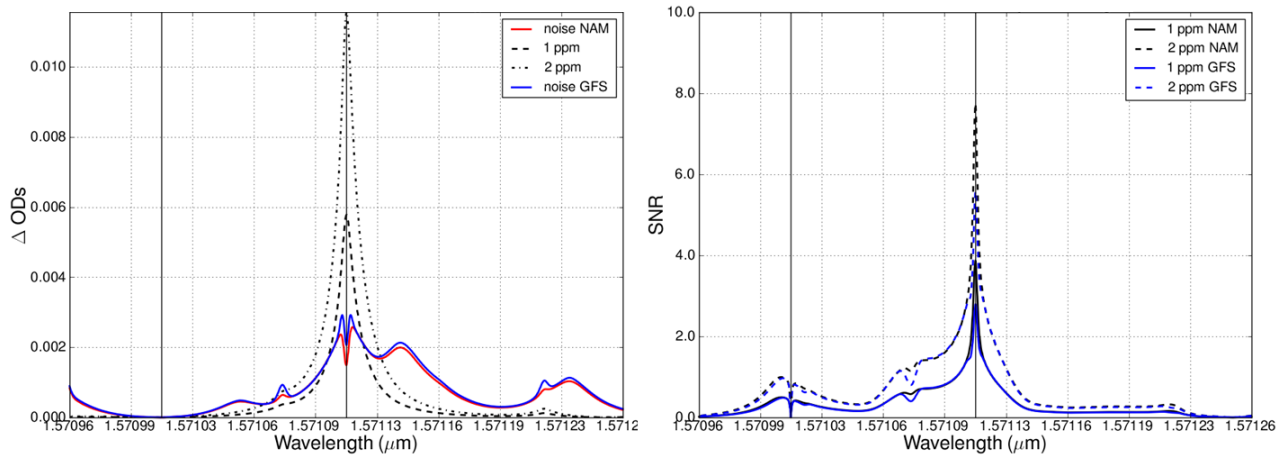 noise NAM
1 ppm
2 ppm
noise GFS
0.010
0.008
0.006
0.004
0.002
0.000
Δ ODs
1.57096 1.57099 1.57103 1.57106 1.57109 1.57113 1.57116 1.57119 1.57123 1.5712
Wavelength (μm)
1 ppm NAM
2 ppm NAM
1 ppm GFS
2 ppm GFS
10.0
8.0
6.0
4.0
2.0
0.0
SNR
1.57096 1.57099 1.57103 1.57106 1.57109 1.57113 1.57116 1.57119 1.57123 1.57126
Wavelength (μm)